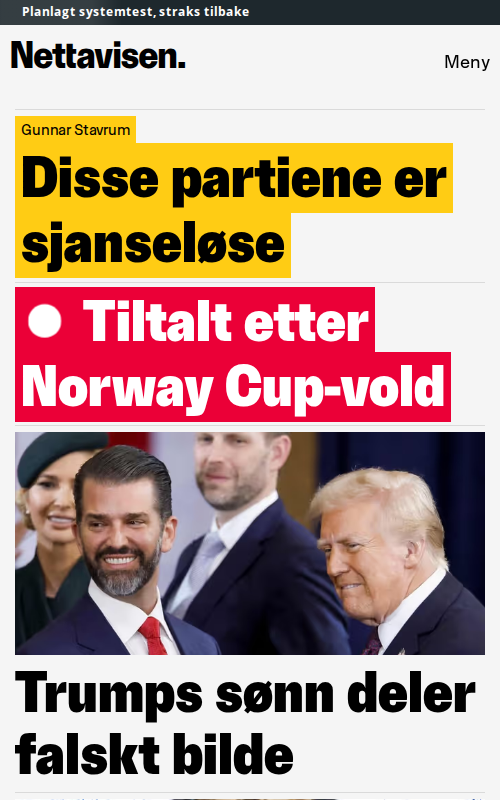 Planlagt systemtest, straks tilbake
Nettavisen.
Meny
Gunnar Stavrum
Disse partiene er
sjanseløse
Tiltalt etter
Norway Cup-vold
Trumps sønn deler
falskt bilde